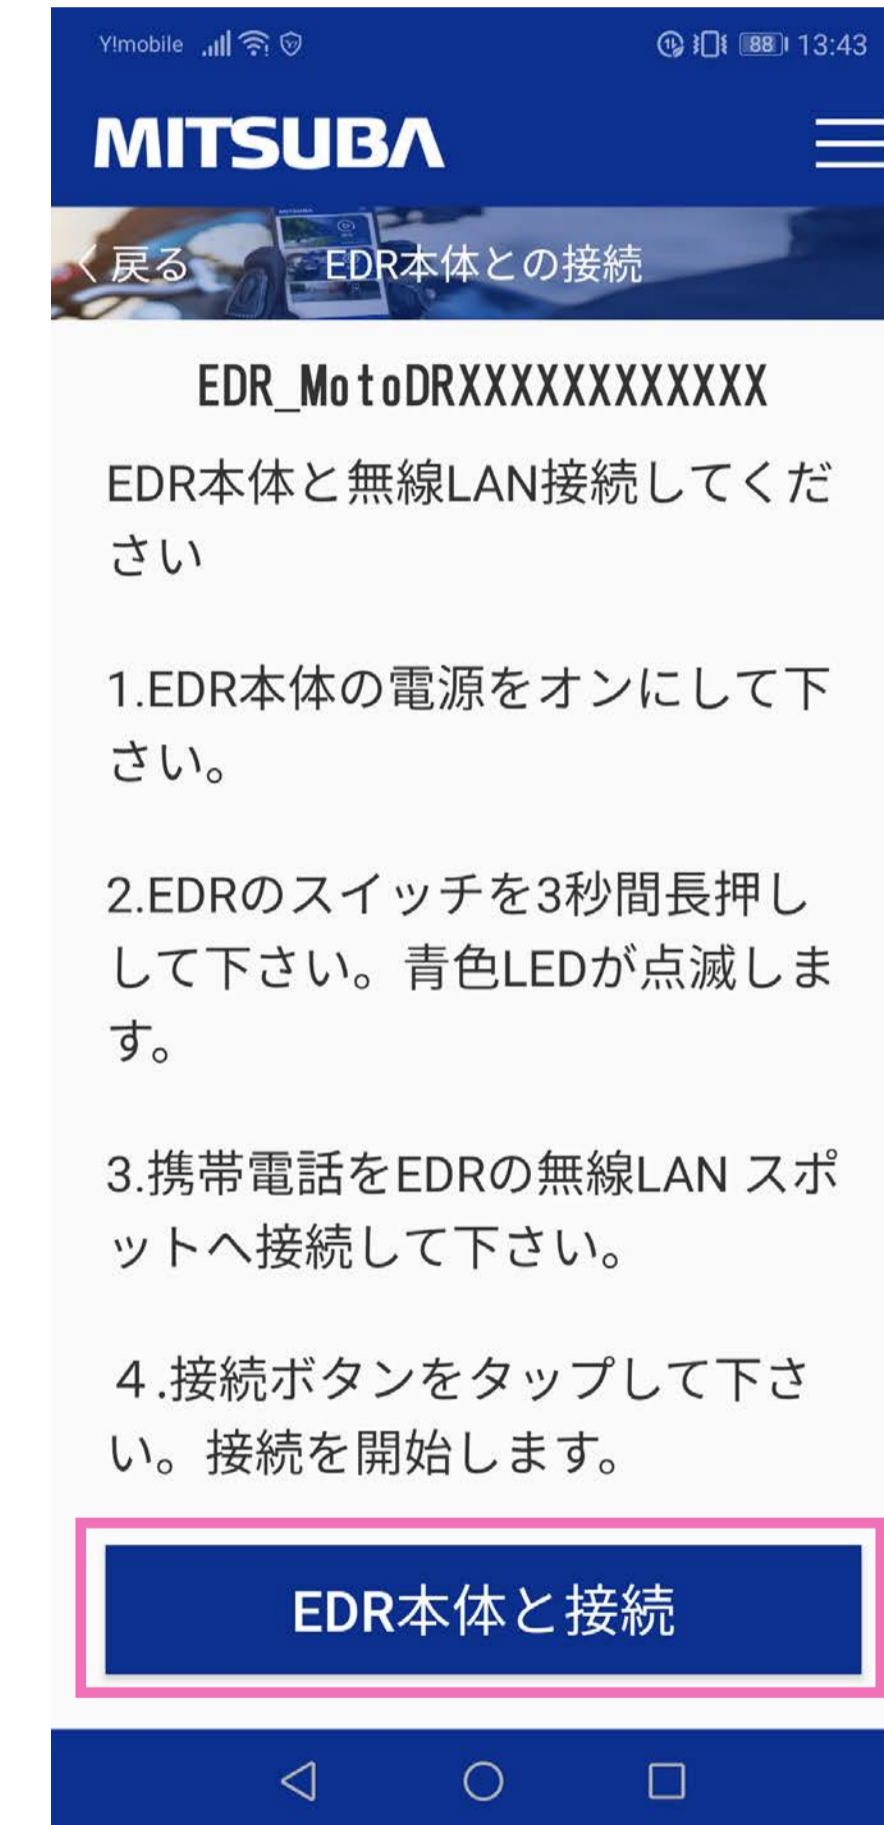 Y!mobile 88 13:43
MITSUBA
戻る EDR本体との接続
EDR_MotoDRXXXXXXXXXXXX
EDR本体と無線LAN接続してくだ
さい
1.EDR本体の電源をオンにして下
さい。
2.EDRのスイッチを3秒間長押し
して下さい。青色LEDが点滅しま
す。
3.携帯電話をEDRの無線LAN スポ
ットへ接続して下さい。
４.接続ボタンをタップして下さ
い。接続を開始します。
EDR本体と接続